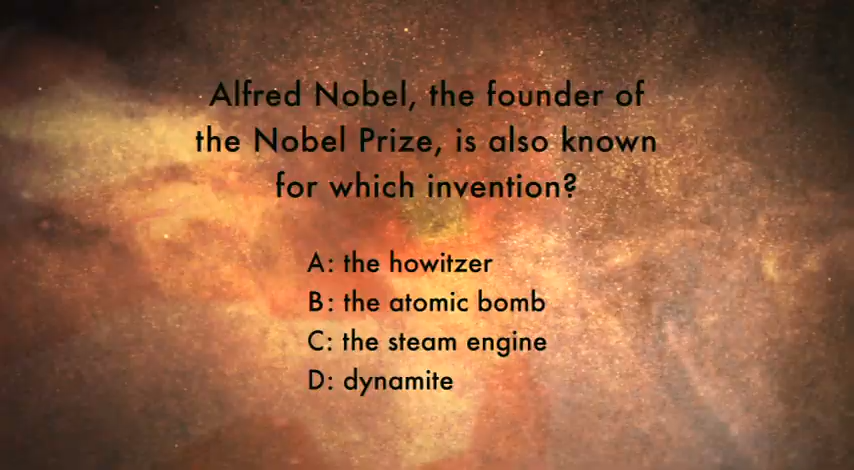 Alfred Nobel, the founder of
the Nobel Prize, is also known
for which invention?
A: the howitzer
B: the atomic bomb
C: the steam engine
D: dynamite